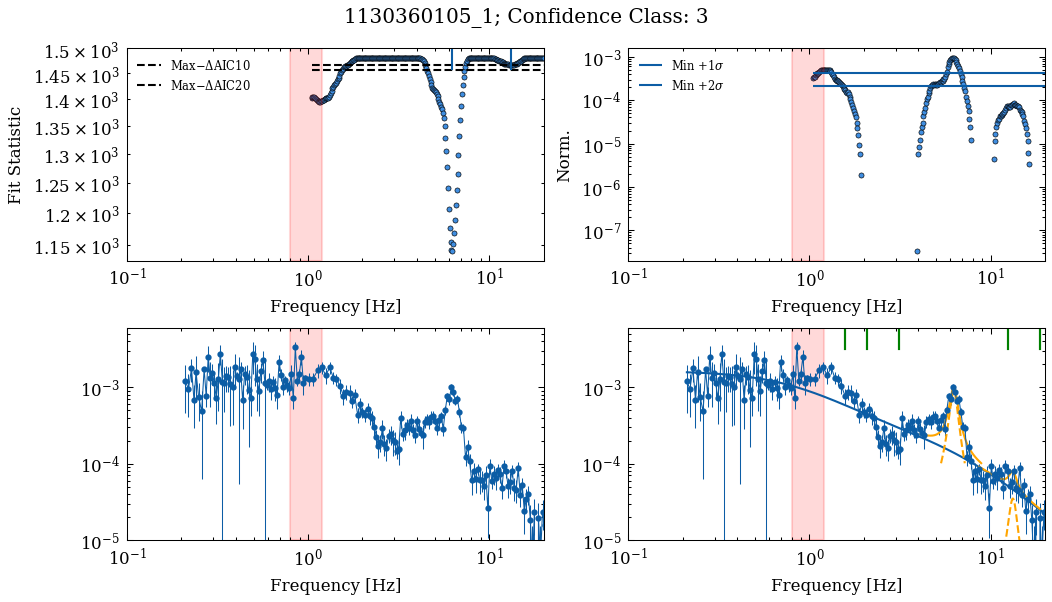 1130360105_1; Confidence Class: 3
Fit Statistic
1.5 × 10³
1.45 × 10³
1.4 × 10³
1.35 × 10³
1.3 × 10³
1.25 × 10³
1.2 × 10³
1.15 × 10³
Max−ΔAIC10
Max−ΔAIC20
10⁻¹ 10⁰ 10¹
Frequency [Hz]
Norm.
10⁻³
10⁻⁴
10⁻⁵
10⁻⁶
10⁻⁷
Min +1σ
Min +2σ
10⁻¹ 10⁰ 10¹
Frequency [Hz]
10⁻³
10⁻⁴
10⁻⁵
10⁻¹ 10⁰ 10¹
Frequency [Hz]
10⁻³
10⁻⁴
10⁻⁵
10⁻¹ 10⁰ 10¹
Frequency [Hz]